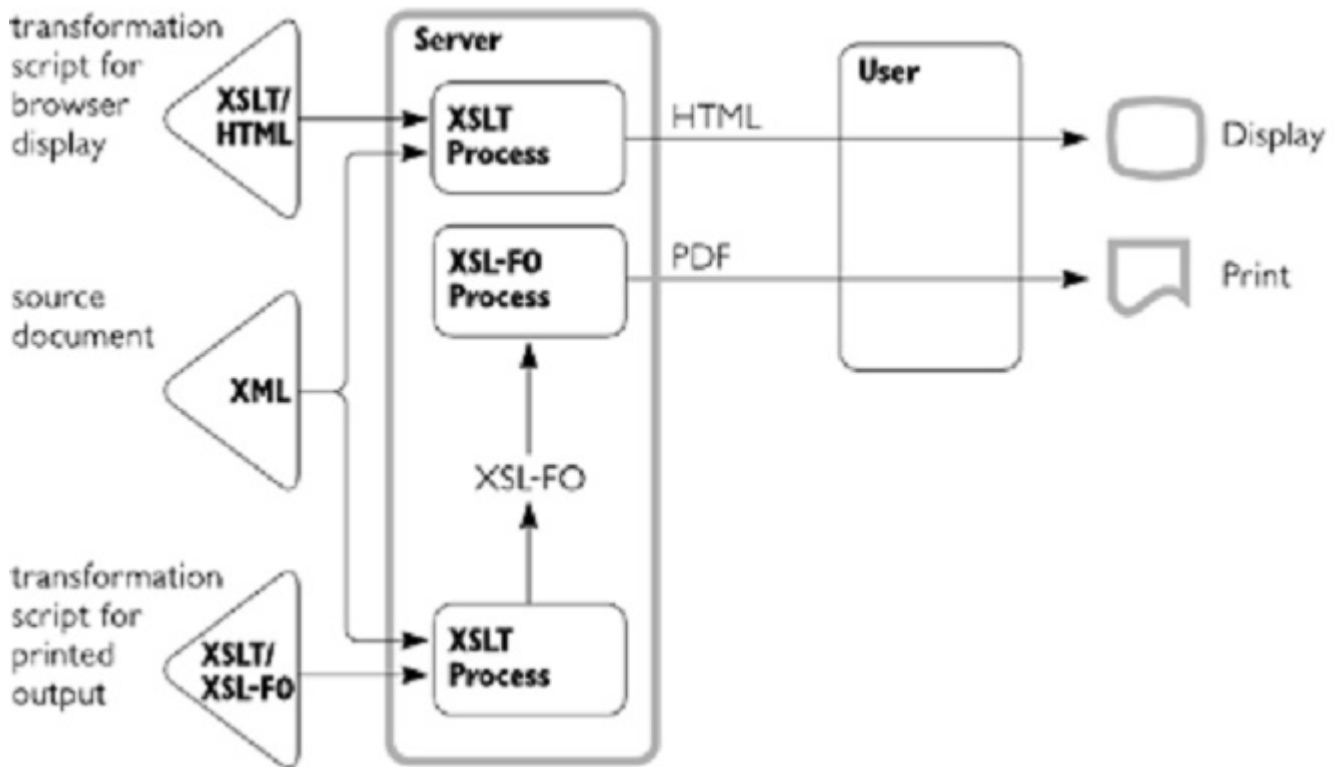 transformation
script for
browser
display
XSLT/
HTML
Server
XSLT
Process
HTML
User
Display
XSL-FO
Process
PDF
Print
source
document
XML
XSL-FO
transformation
script for
printed
output
XSLT/
XSL-FO
XSLT
Process